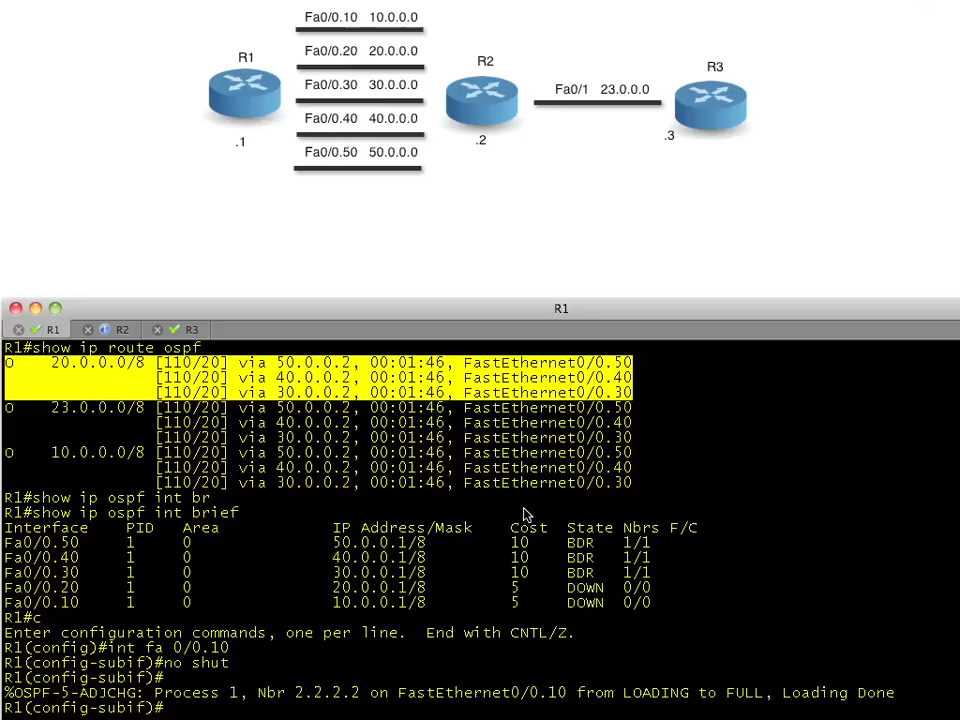 Fa0/0.10 10.0.0.0
R1
Fa0/0.20 20.0.0.0
R2
R3
Fa0/0.30 30.0.0.0
Fa0/1 23.0.0.0
Fa0/0.40 40.0.0.0
.1
.2
.3
Fa0/0.50 50.0.0.0
R1
R1 R2 R3
R1#show ip route ospf
O 20.0.0.0/8 [110/20] via 50.0.0.2, 00:01:46, FastEthernet0/0.50
[110/20] via 40.0.0.2, 00:01:46, FastEthernet0/0.40
[110/20] via 30.0.0.2, 00:01:46, FastEthernet0/0.30
O 23.0.0.0/8 [110/20] via 50.0.0.2, 00:01:46, FastEthernet0/0.50
[110/20] via 40.0.0.2, 00:01:46, FastEthernet0/0.40
[110/20] via 30.0.0.2, 00:01:46, FastEthernet0/0.30
O 10.0.0.0/8 [110/20] via 50.0.0.2, 00:01:46, FastEthernet0/0.50
[110/20] via 40.0.0.2, 00:01:46, FastEthernet0/0.40
[110/20] via 30.0.0.2, 00:01:46, FastEthernet0/0.30
R1#show ip ospf int br
R1#show ip ospf int brief
Interface PID Area IP Address/Mask Cost State Nbrs F/C
Fa0/0.50 1 0 50.0.0.1/8 10 BDR 1/1
Fa0/0.40 1 0 40.0.0.1/8 10 BDR 1/1
Fa0/0.30 1 0 30.0.0.1/8 10 BDR 1/1
Fa0/0.20 1 0 20.0.0.1/8 5 DOWN 0/0
Fa0/0.10 1 0 10.0.0.1/8 5 DOWN 0/0
R1#c
Enter configuration commands, one per line. End with CNTL/Z.
R1(config)#int fa 0/0.10
R1(config-subif)#no shut
R1(config-subif)#
%OSPF-5-ADJCHG: Process 1, Nbr 2.2.2.2 on FastEthernet0/0.10 from LOADING to FULL, Loading Done
R1(config-subif)#